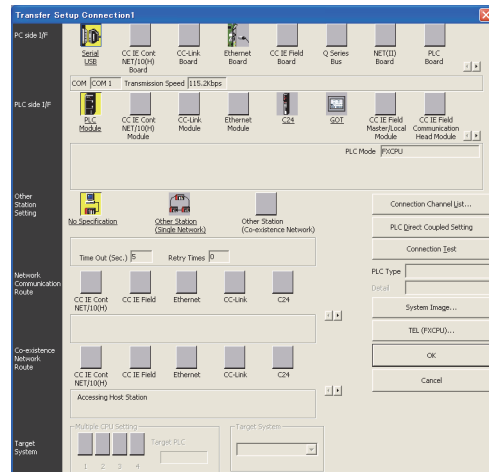 Transfer Setup Connection1
PC side I/F
Serial
USB
CC IE Cont
NET/10(H)
Board
CC-Link
Board
Ethernet
Board
CC IE Field
Board
Q Series
Bus
NET(II)
Board
PLC
Board
COM COM 1 Transmission Speed 115.2Kbps
PLC side I/F
PLC
Module
CC IE Cont
NET/10(H)
Module
CC-Link
Module
Ethernet
Module
C24
GOT
CC IE Field
Master/Local
Module
CC IE Field
Communication
Head Module
PLC Mode FXCPU
Other
Station
Setting
No Specification
Other Station
(Single Network)
Other Station
(Co-existence Network)
Time Out (Sec.) 5 Retry Times 0
Connection Channel List...
PLC Direct Coupled Setting
Connection Test
PLC Type
Detail
System Image...
TEL (FXCPU)...
OK
Cancel
Network
Communication
Route
CC IE Cont
NET/10(H)
CC IE Field
Ethernet
CC-Link
C24
Co-existence
Network
Route
CC IE Cont
NET/10(H)
CC IE Field
Ethernet
CC-Link
C24
Accessing Host Station
Target
System
Multiple CPU Setting
1 2 3 4
Target PLC
Target System